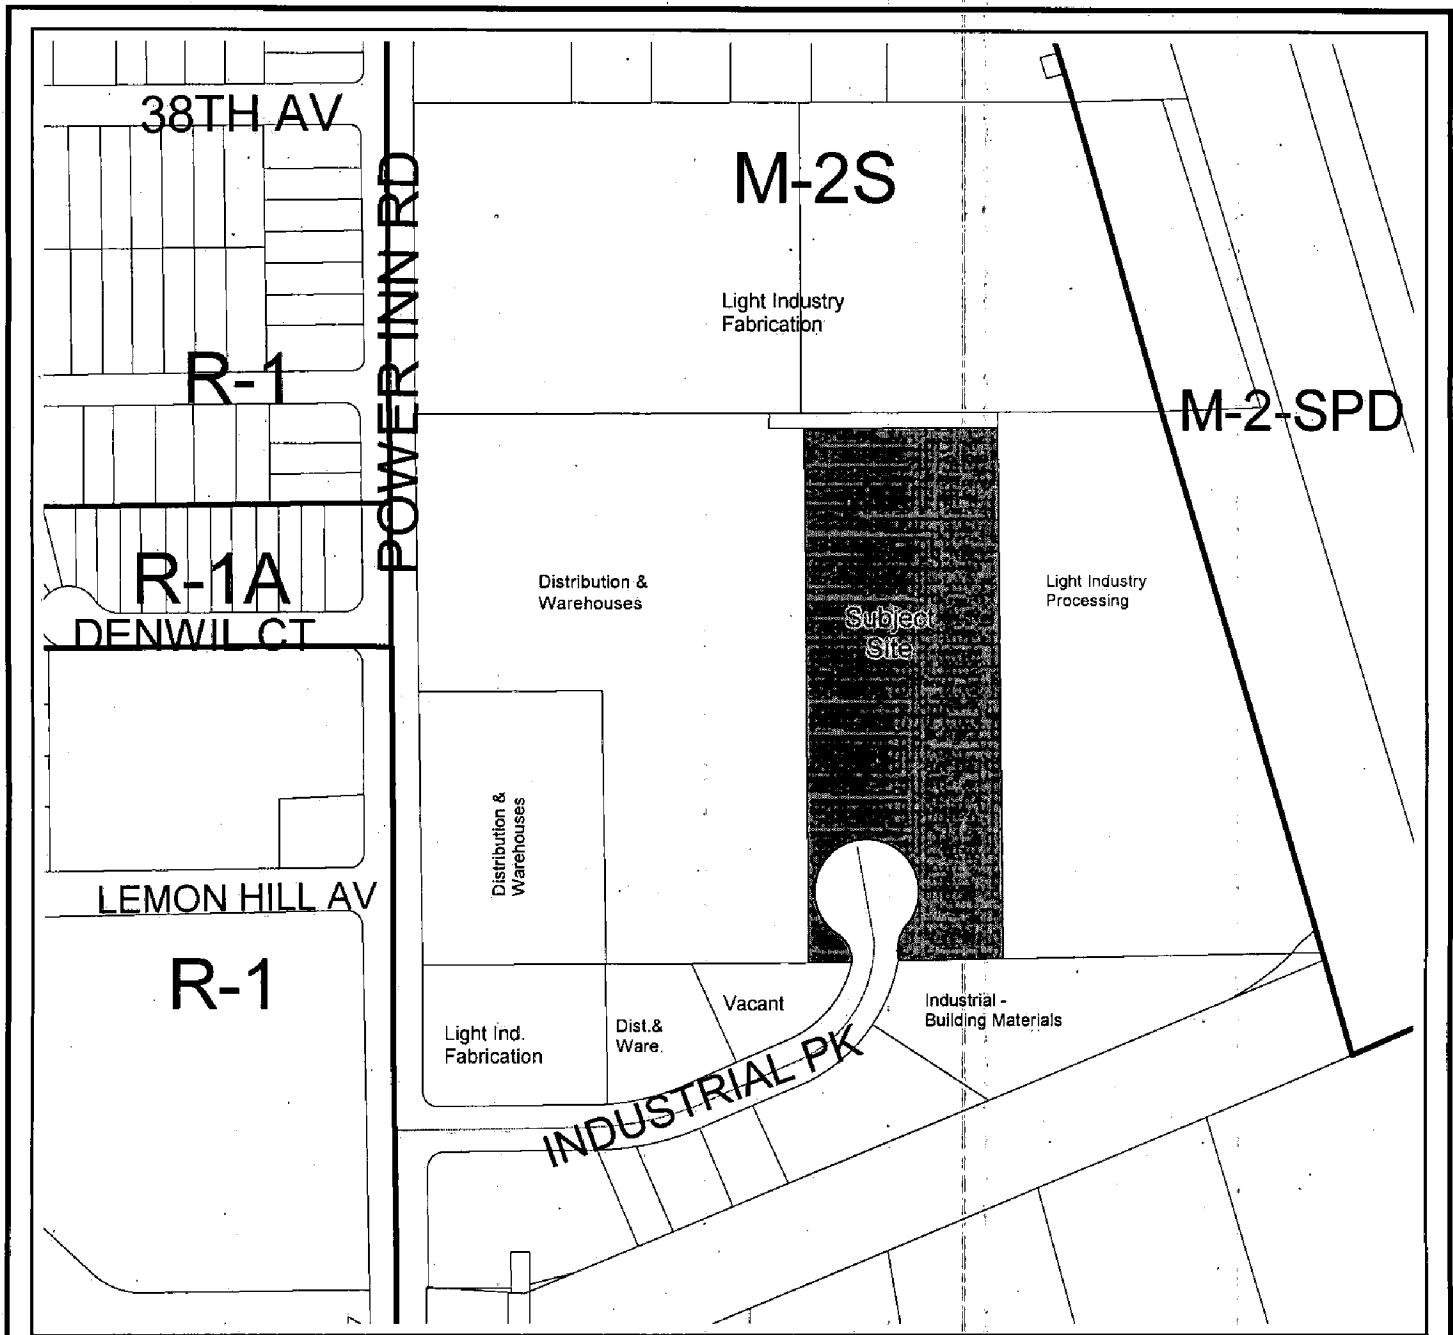 38TH AV
M-2S
POWER INN RD
Light Industry
Fabrication
R-1
M-2-SPD
R-1A
Distribution &
Warehouses
Light Industry
Processing
Subject
Site
DENWIL CT
Distribution &
Warehouses
LEMON HILL AV
R-1
Vacant
Industrial -
Building Materials
Light Ind.
Fabrication
Dist.&
Ware.
INDUSTRIAL PK